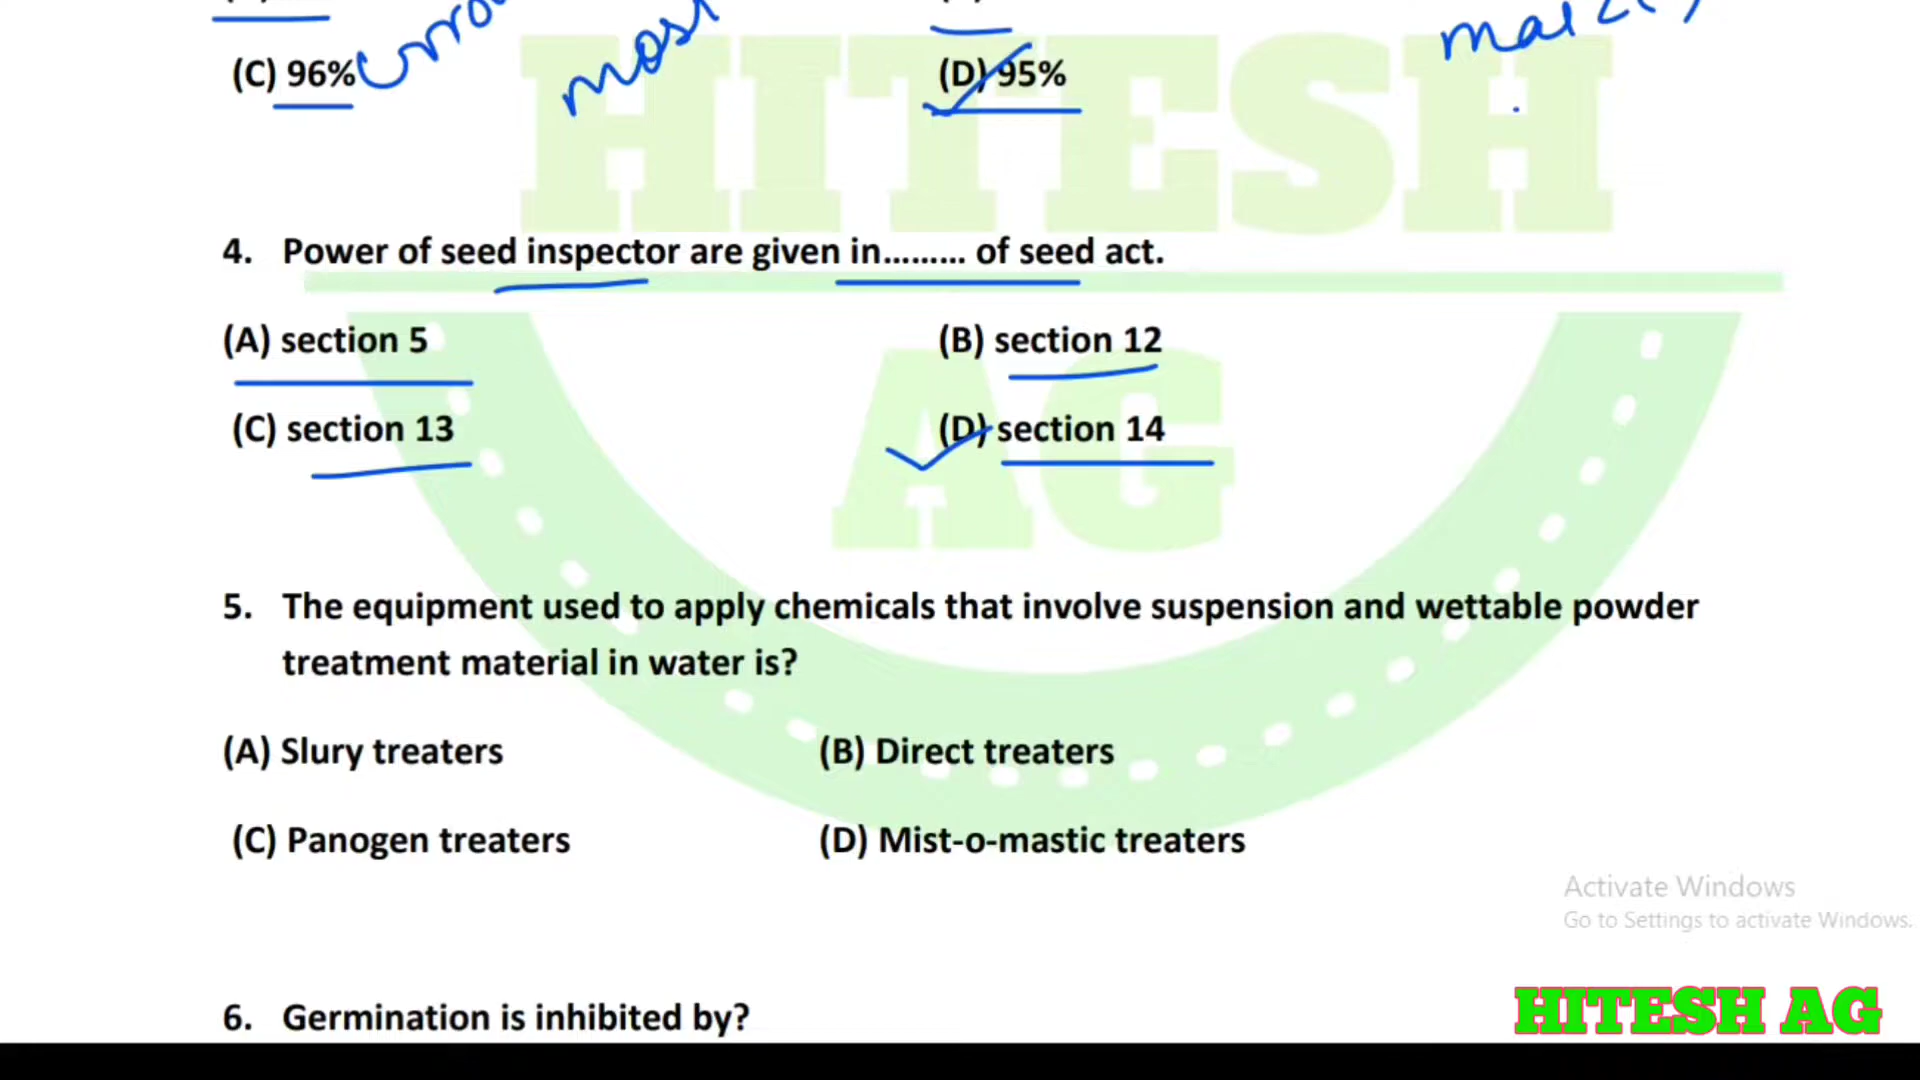 (C) 96%
most
(D) 95%
HITESH
4. Power of seed inspector are given in......... of seed act.
(A) section 5
(B) section 12
AG
(C) section 13
(D) section 14
5. The equipment used to apply chemicals that involve suspension and wettable powder
treatment material in water is?
(A) Slury treaters
(B) Direct treaters
(C) Panogen treaters
(D) Mist-o-mastic treaters
Activate Windows
Go to Settings to activate Windows.
6. Germination is inhibited by?
HITESH AG